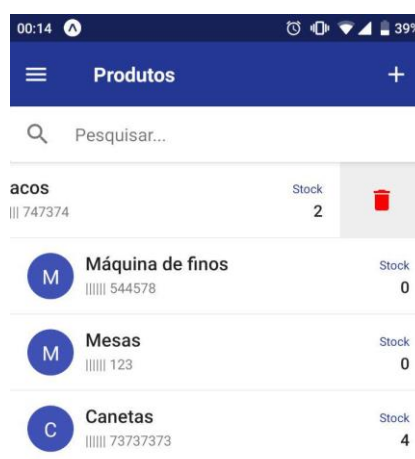 00:14 39%
Produtos
Pesquisar...
acos Stock
747374 2
M Máquina de finos Stock
544578 0
M Mesas Stock
123 0
C Canetas Stock
73737373 4